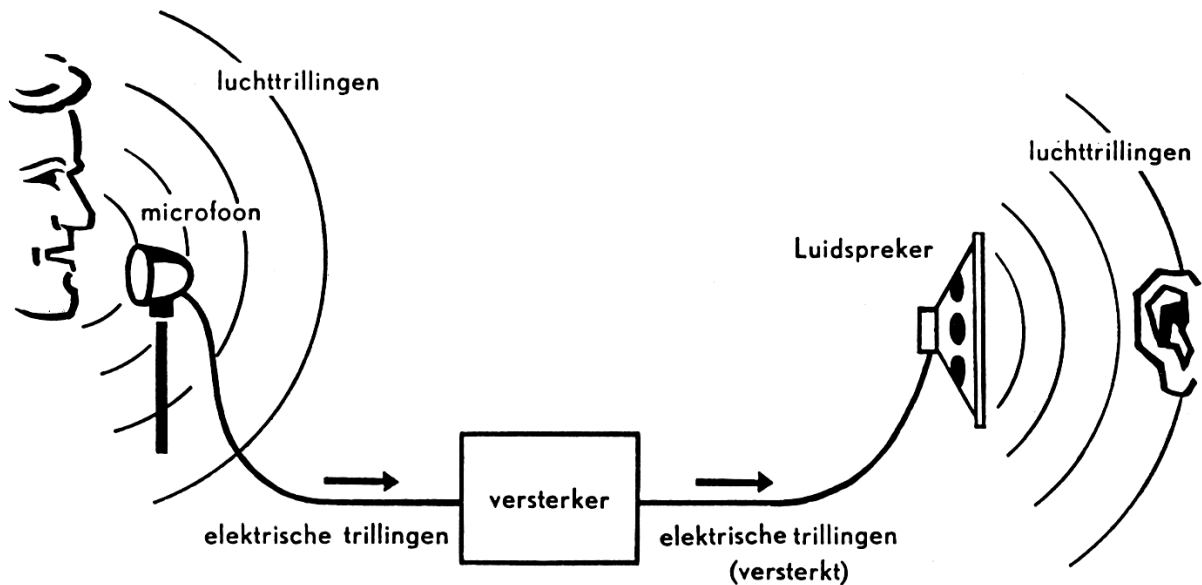 luchttrillingen
luchttrillingen
microfoon
Luidspreker
versterker
elektrische trillingen
elektrische trillingen
(versterkt)